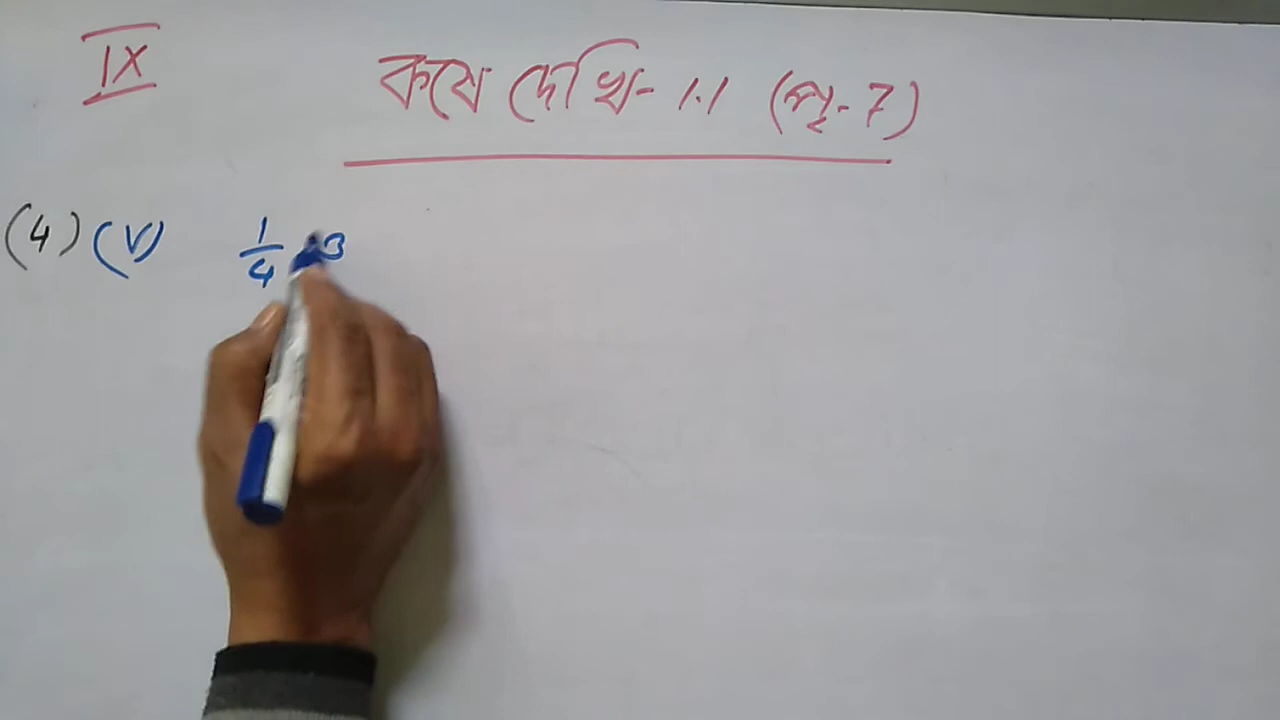 IX
কষে দেখি- 1.1 (পৃ.- 7)
(4) (V) 1/4 ও